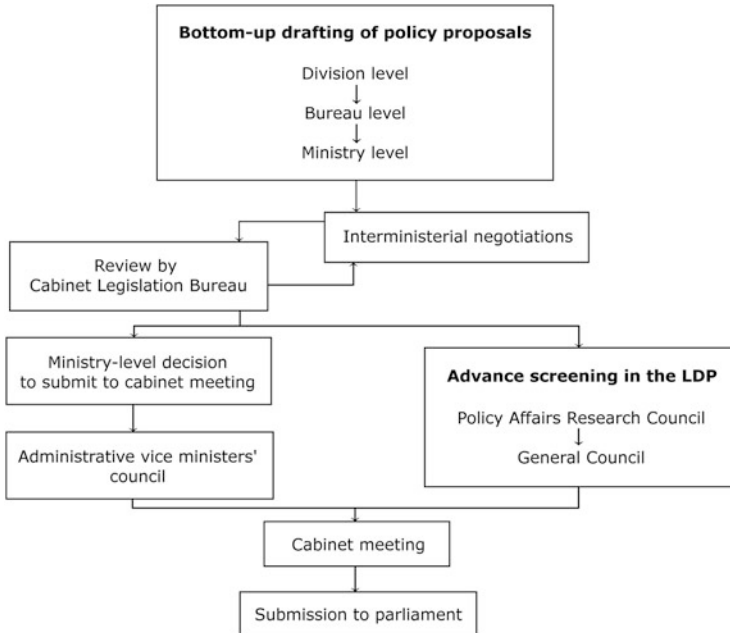 Bottom-up drafting of policy proposals
Division level
Bureau level
Ministry level
Interministerial negotiations
Review by
Cabinet Legislation Bureau
Ministry-level decision
to submit to cabinet meeting
Advance screening in the LDP
Policy Affairs Research Council
General Council
Administrative vice ministers'
council
Cabinet meeting
Submission to parliament